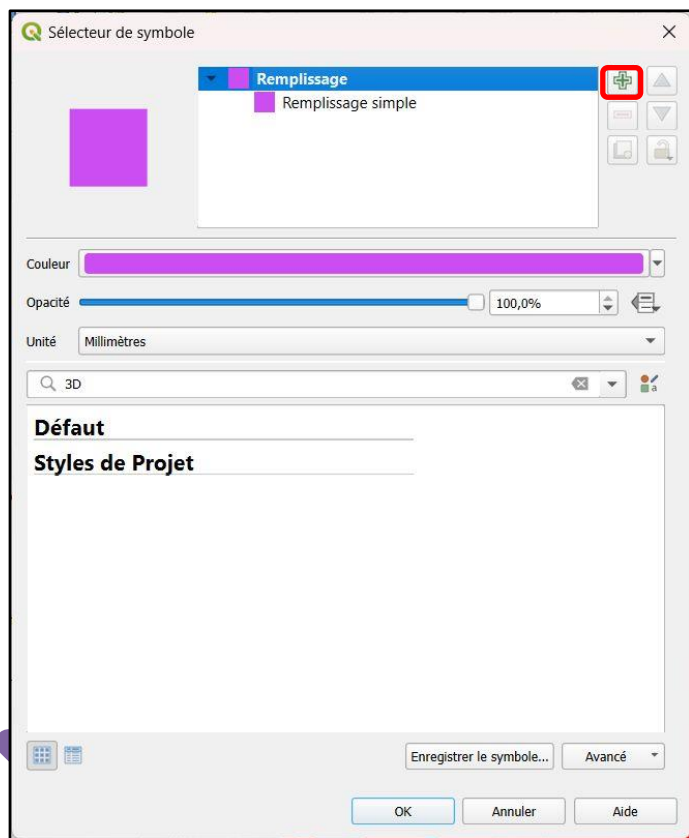 Sélecteur de symbole
Remplissage
Remplissage simple
Couleur
Opacité
100,0%
Unité
Millimètres
3D
Défaut
Styles de Projet
Enregistrer le symbole...
Avancé
OK
Annuler
Aide